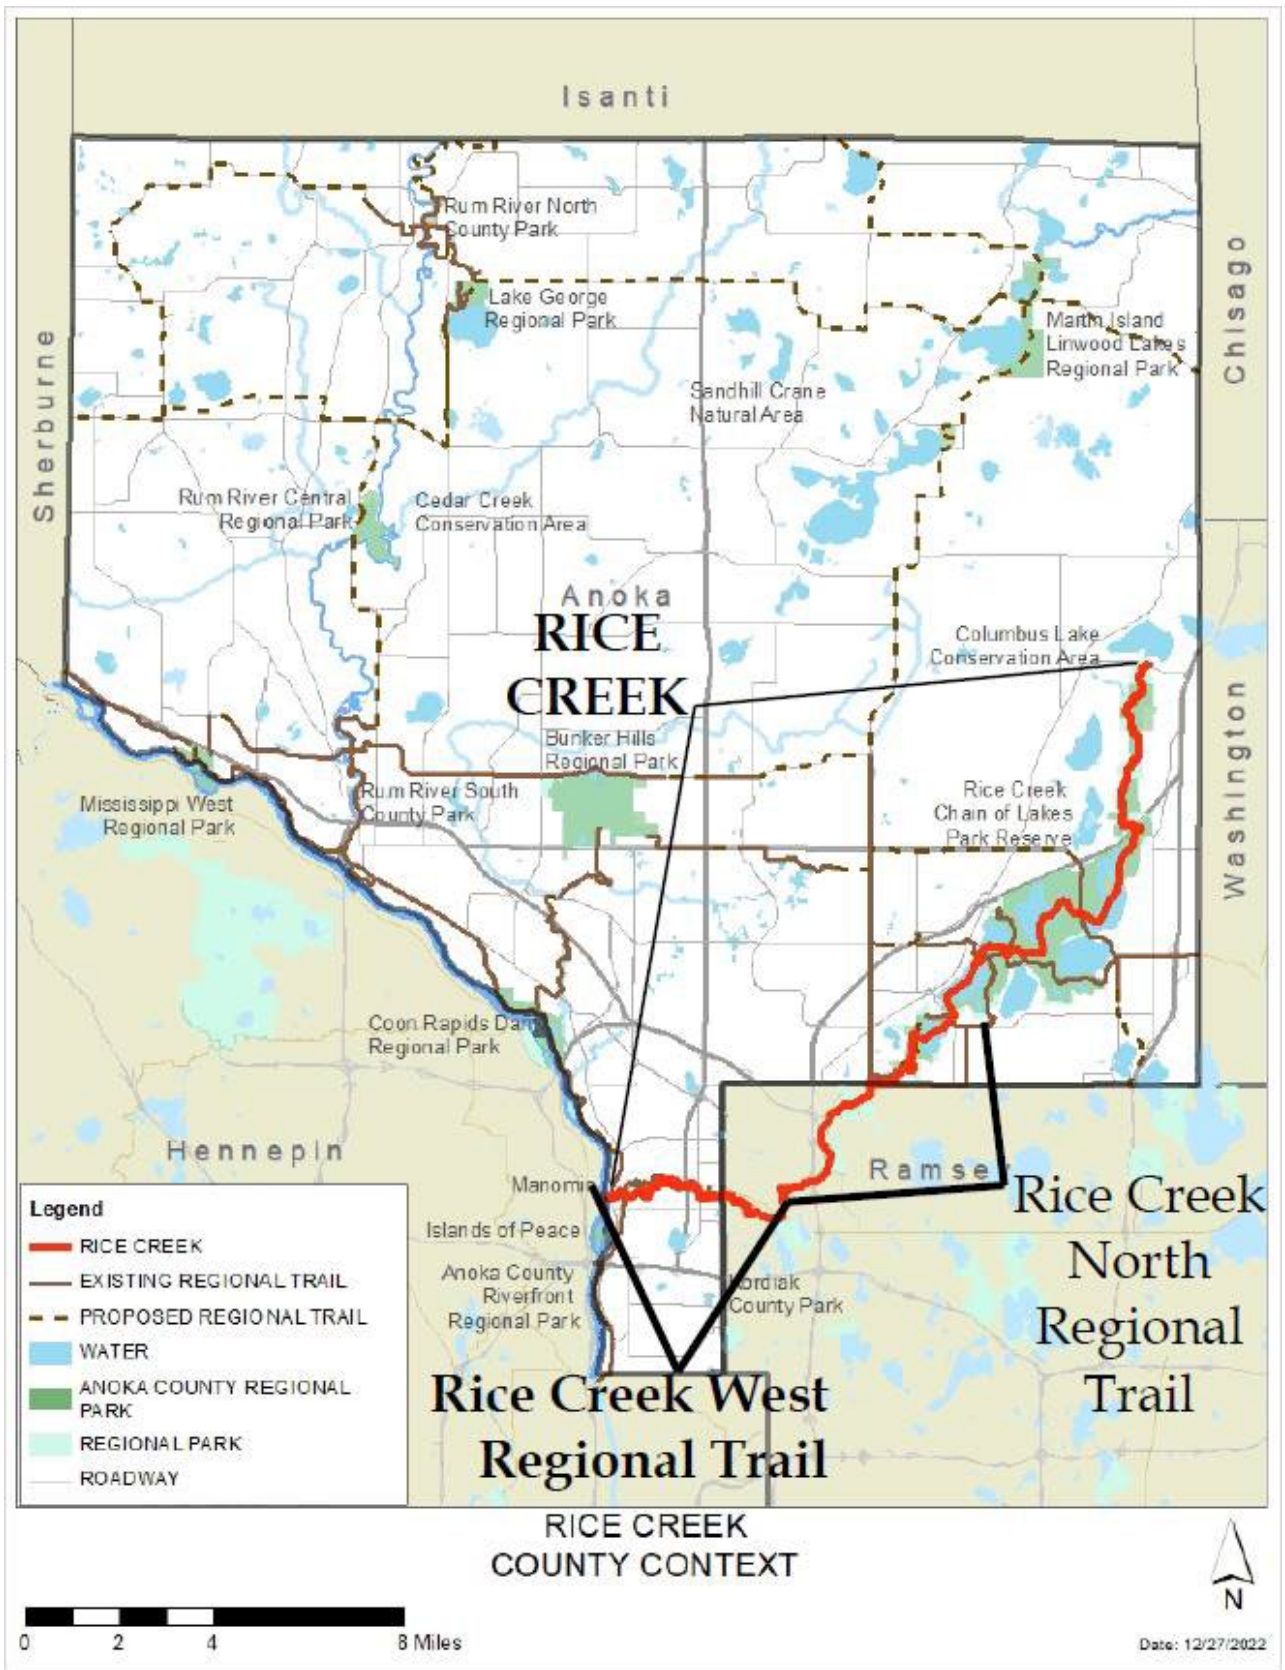 Isanti
Rum River North
County Park
Chisago
Lake George
Regional Park
Martin Island
Linwood Lakes
Regional Park
Sherburne
Sandhill Crane
Natural Area
Rum River Central
Regional Park
Cedar Creek
Conservation Area
Anoka
RICE
CREEK
Columbus Lake
Conservation Area
Washington
Bunker Hills
Regional Park
Rum River South
County Park
Mississippi West
Regional Park
Rice Creek
Chain of Lakes
Park Reserve
Coon Rapids Dam
Regional Park
Hennepin
Ramsey
Manomin
Islands of Peace
Anoka County
Riverfront
Regional Park
Kordiak
County Park
Rice Creek
North
Regional
Trail
Rice Creek West
Regional Trail
Legend
RICE CREEK
EXISTING REGIONAL TRAIL
PROPOSED REGIONAL TRAIL
WATER
ANOKA COUNTY REGIONAL
PARK
REGIONAL PARK
ROADWAY
RICE CREEK
COUNTY CONTEXT
N
0 2 4 8 Miles
Date: 12/27/2022